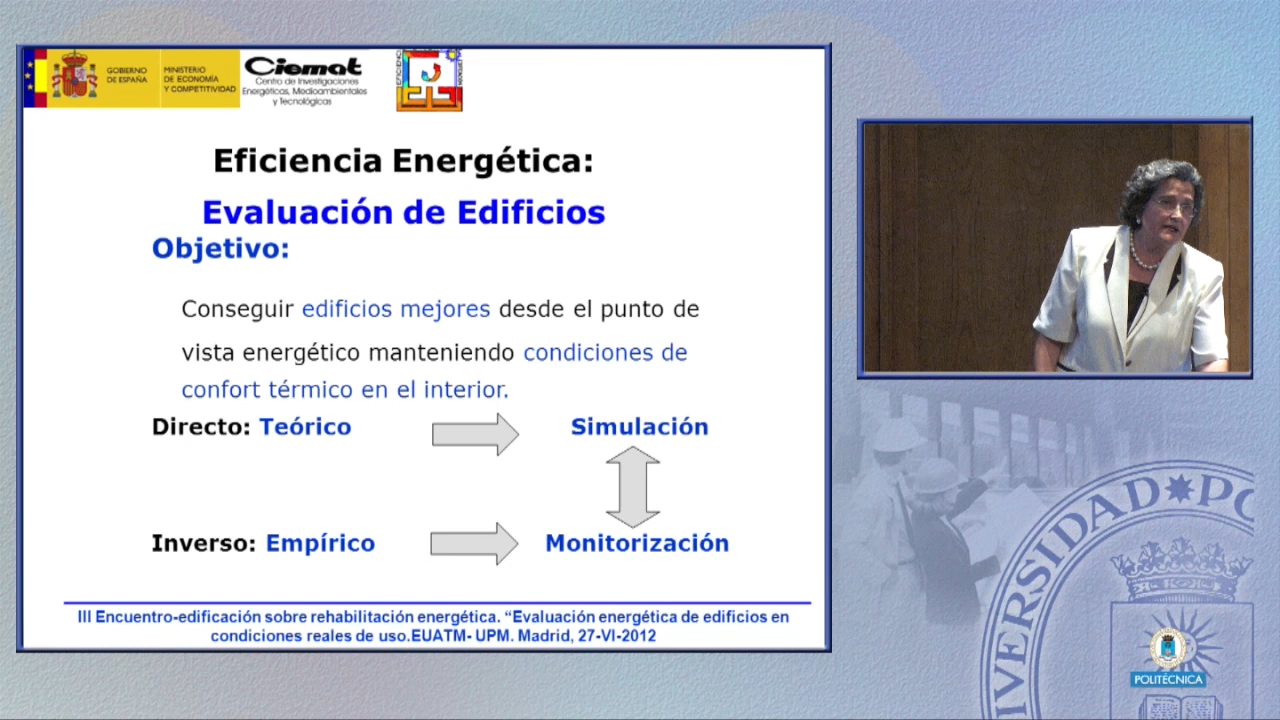 GOBIERNO
DE ESPAÑA
MINISTERIO
DE ECONOMÍA
Y COMPETITIVIDAD
Ciemat
Centro de Investigaciones
Energéticas, Medioambientales
y Tecnológicas
Eficiencia Energética:
Evaluación de Edificios
Objetivo:
Conseguir edificios mejores desde el punto de
vista energético manteniendo condiciones de
confort térmico en el interior.
Directo: Teórico
Simulación
Inverso: Empírico
Monitorización
III Encuentro-edificación sobre rehabilitación energética. “Evaluación energética de edificios en
condiciones reales de uso.EUATM- UPM. Madrid, 27-VI-2012
POLITÉCNICA